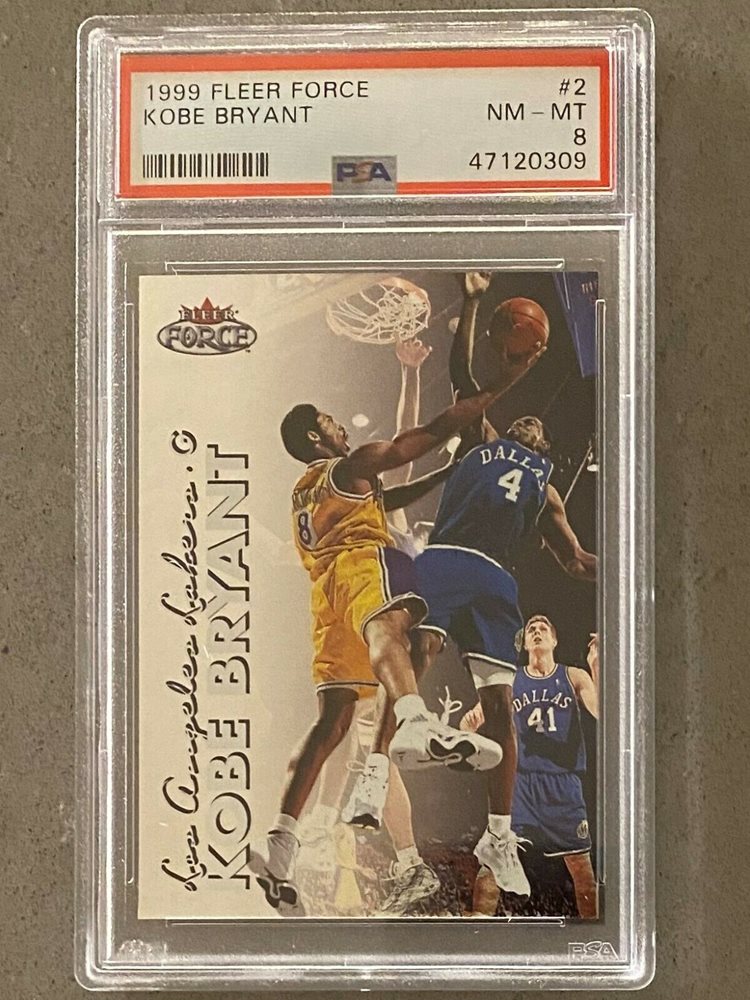 1999 FLEER FORCE #2
KOBE BRYANT NM – MT
8
PSA 47120309
FLEER
FORCE
Los Angeles Lakers · G
KOBE BRYANT
8
DALLAS
4
DALLAS
41
PSA